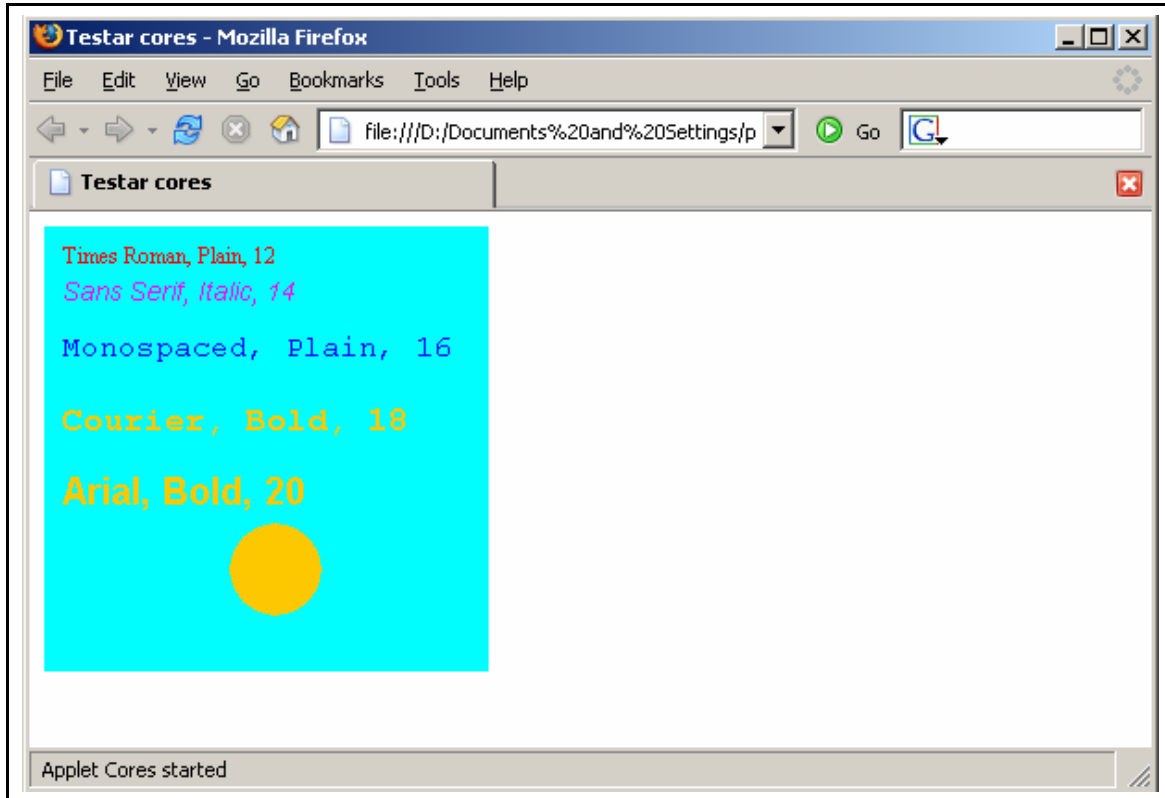 Testar cores - Mozilla Firefox
File Edit View Go Bookmarks Tools Help
file:///D:/Documents%20and%20Settings/p Go G
Testar cores
Times Roman, Plain, 12
Sans Serif, Italic, 14
Monospaced, Plain, 16
Courier, Bold, 18
Arial, Bold, 20
Applet Cores started